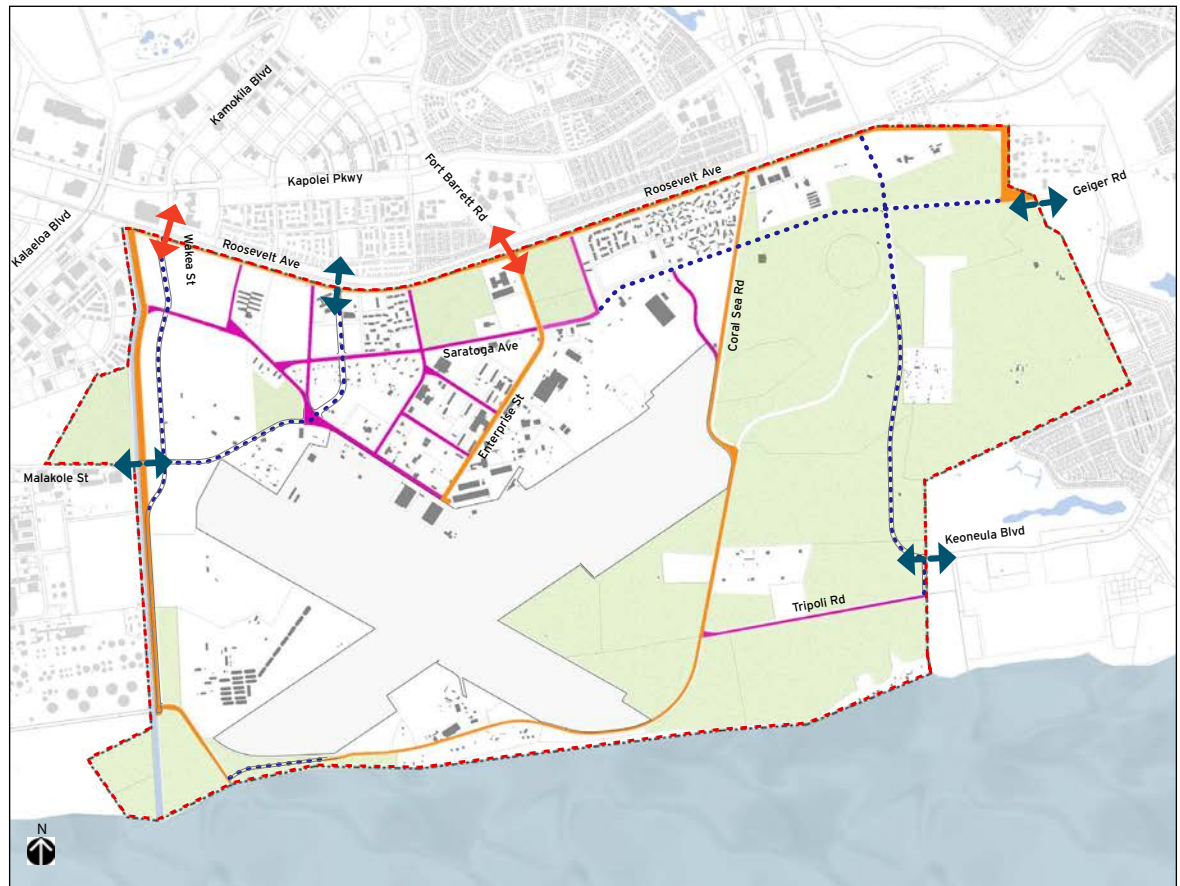 Kamokila Blvd
Kapolei Pkwy
Fort Barrett Rd
Roosevelt Ave
Geiger Rd
Kalaeloa Blvd
Wakea St
Roosevelt Ave
Coral Sea Rd
Saratoga Ave
Enterprise St
Malakole St
Keoneula Blvd
Tripoli Rd
N